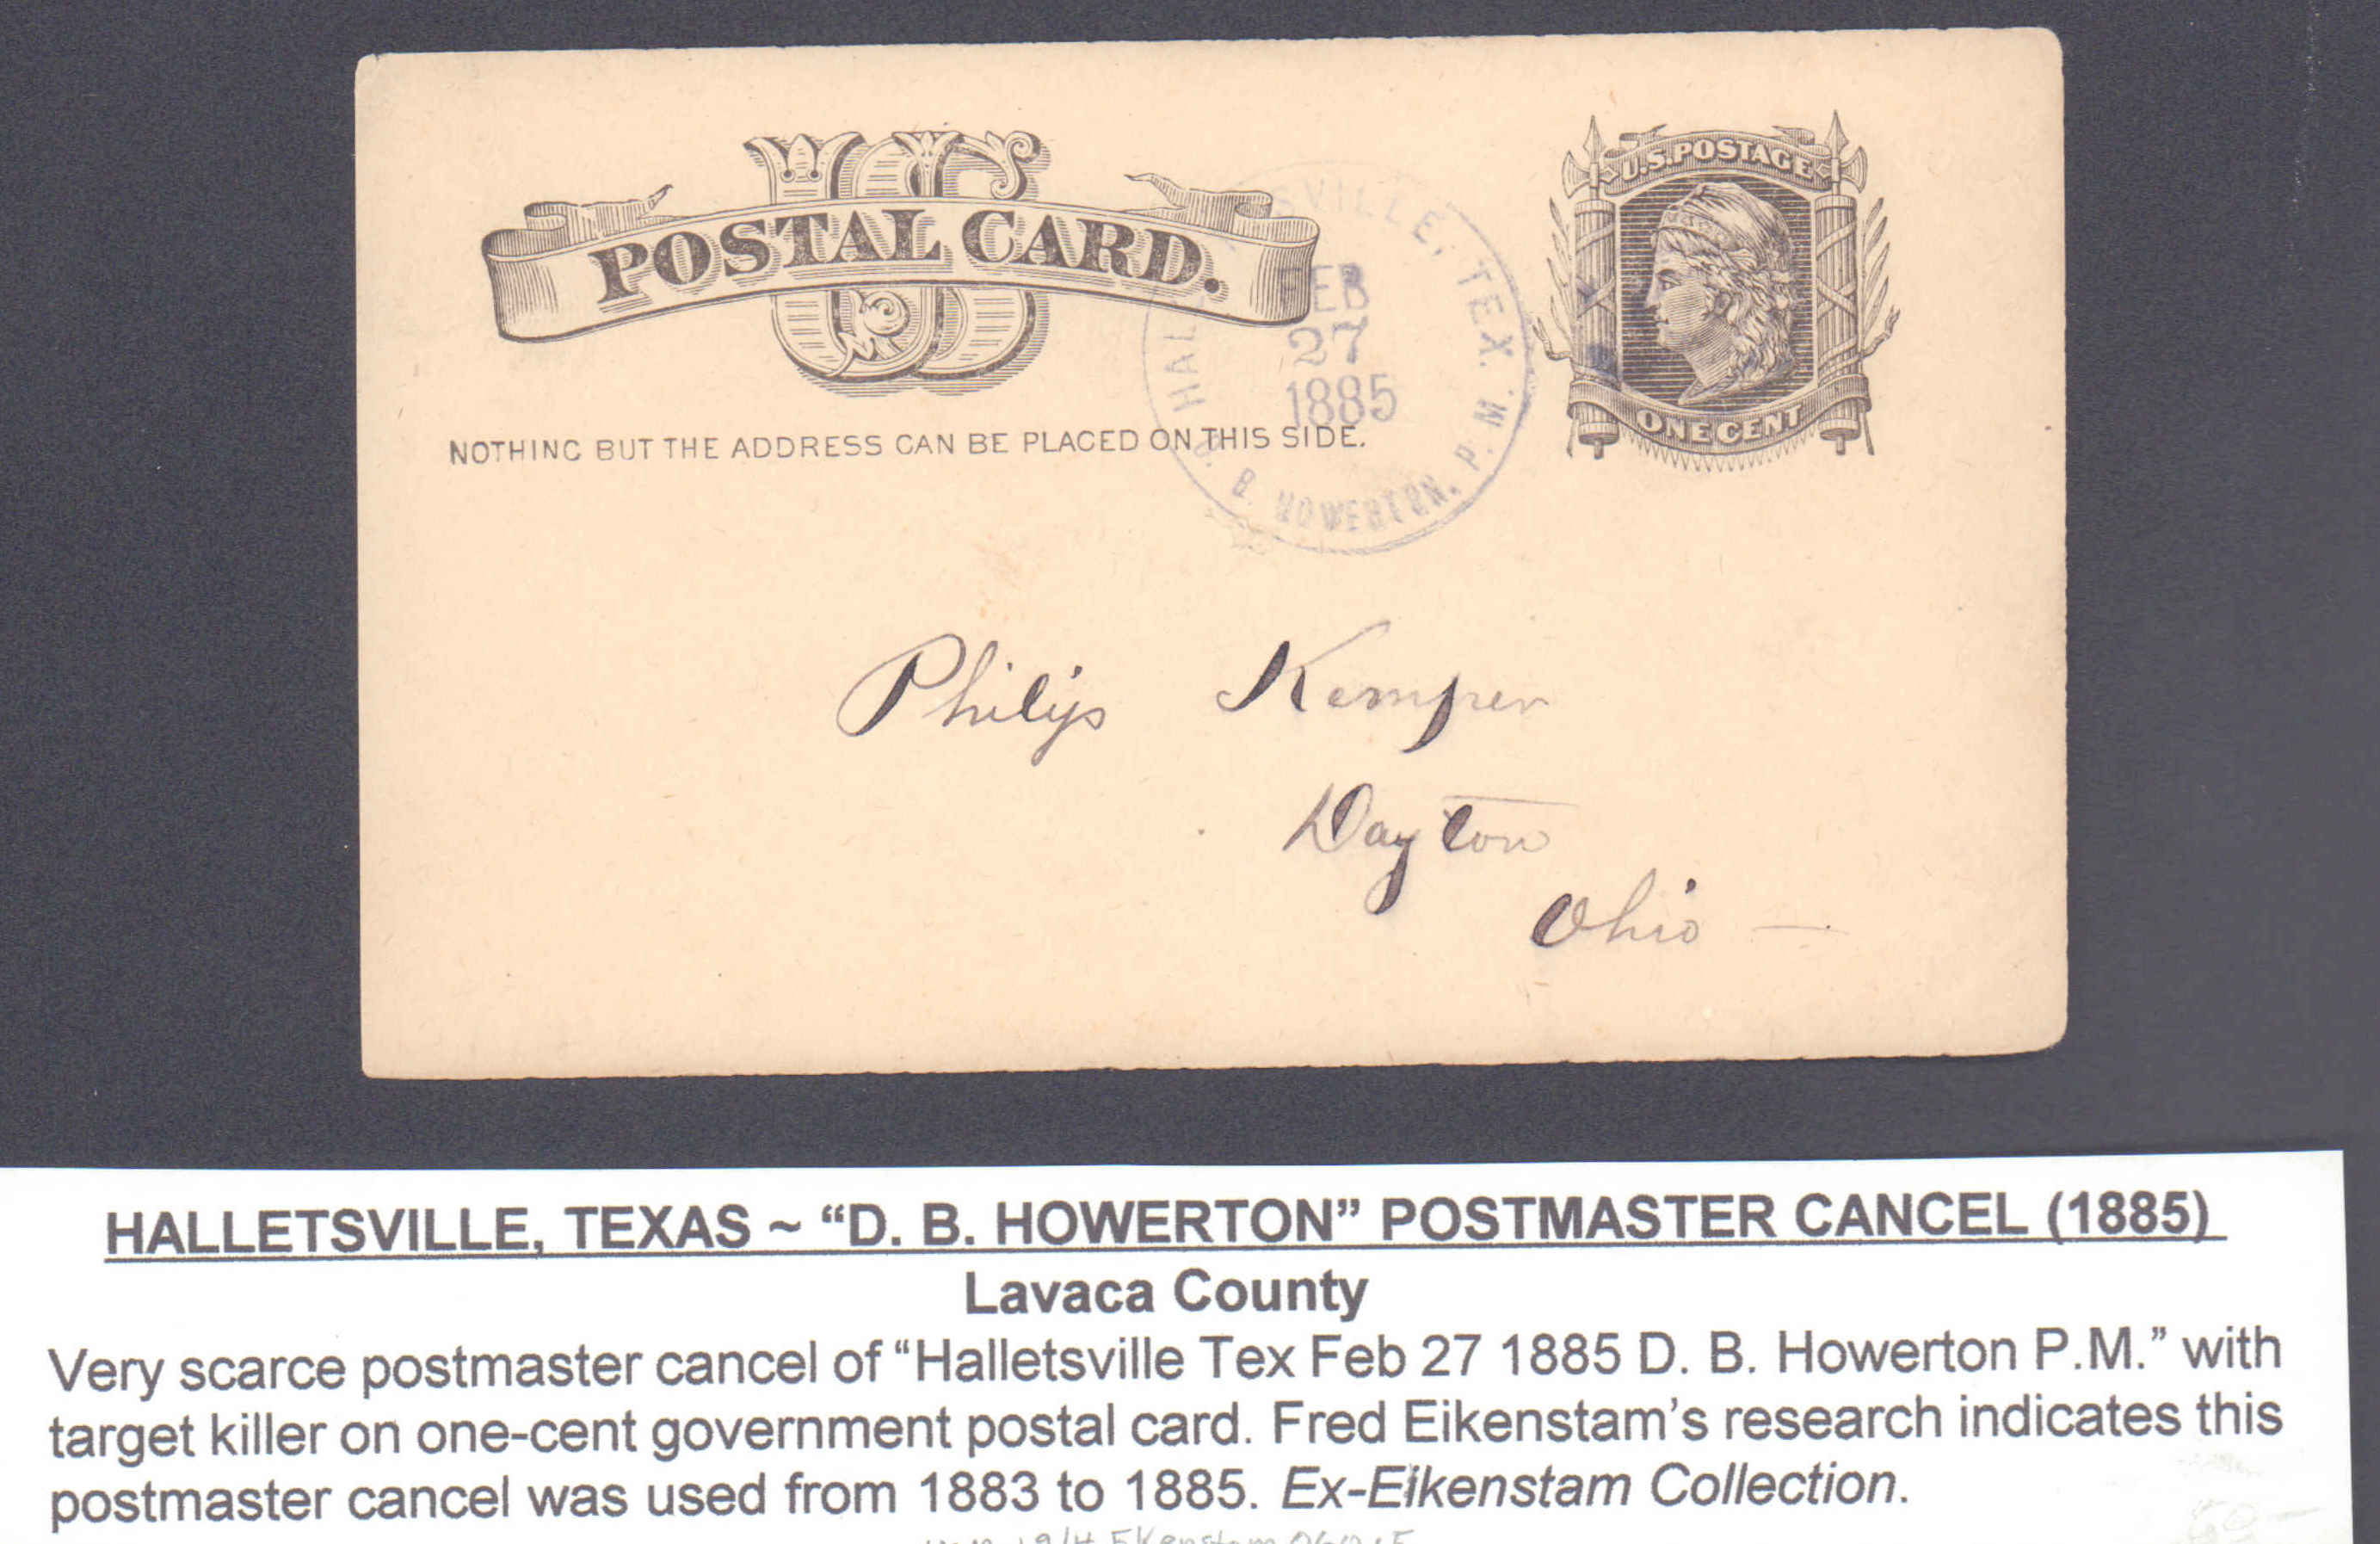 US
POSTAL CARD.
NOTHING BUT THE ADDRESS CAN BE PLACED ON THIS SIDE.
U.S. POSTAGE
ONE CENT
SVILLE, TEX.
FEB
27
1885
B. HOWERTON, P. M.
Philip Kemper
Dayton
Ohio —
HALLETSVILLE, TEXAS ~ “D. B. HOWERTON” POSTMASTER CANCEL (1885)
Lavaca County
Very scarce postmaster cancel of “Halletsville Tex Feb 27 1885 D. B. Howerton P.M.” with
target killer on one-cent government postal card. Fred Eikenstam’s research indicates this
postmaster cancel was used from 1883 to 1885. Ex-Eikenstam Collection.